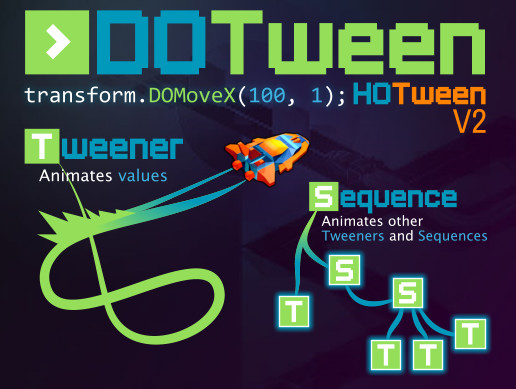 DOTween
transform.DOMoveX(100, 1); HOTween
V2
Tweener
Animates values
Sequence
Animates other
Tweeners and Sequences
S
S
T
T
T
T